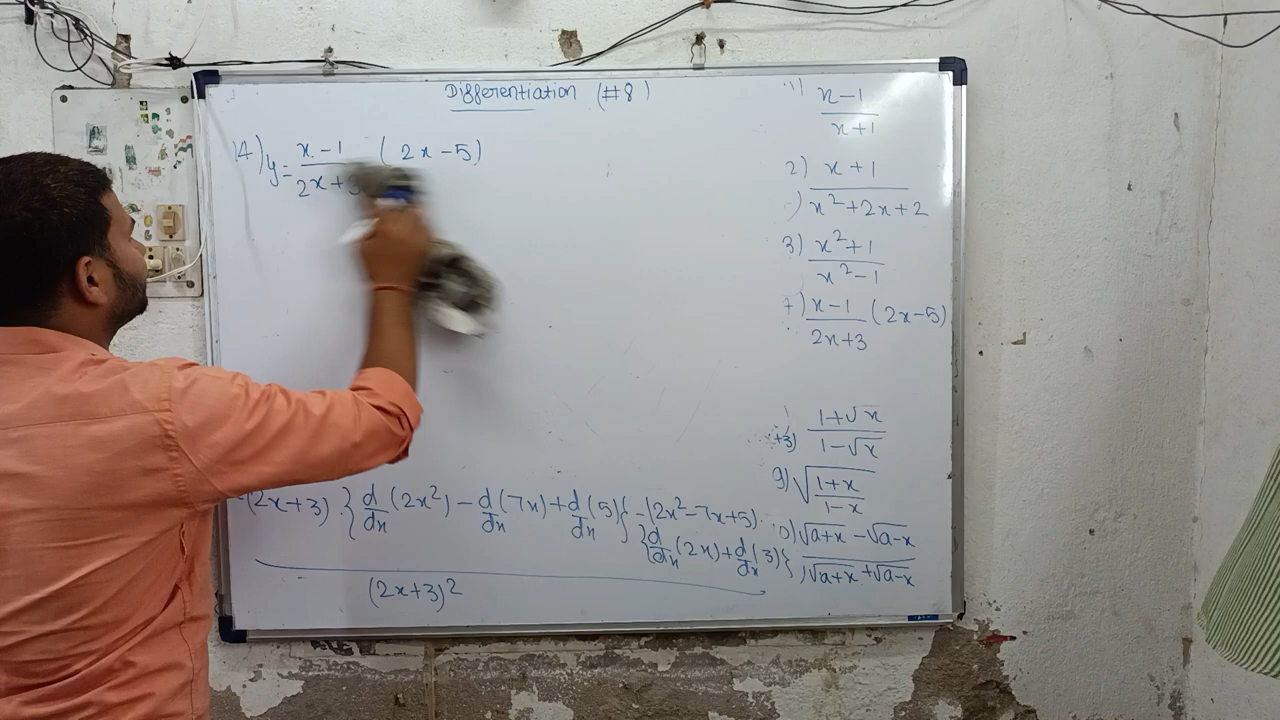 Differentiation (#8)
14) y = x-1 / 2x+3 (2x-5)
(2x+3) { d/dx (2x²) - d/dx (7x) + d/dx (5) } - (2x²-7x+5)
{ d/dx (2x) + d/dx (3) }
(2x+3)²
1) x-1 / x+1
2) x+1 / x²+2x+2
3) x²+1 / x²-1
x-1 / 2x+3 (2x-5)
1+√x / 1-√x
9) √(1+x / 1-x)
√a+x - √a-x / √a+x + √a-x